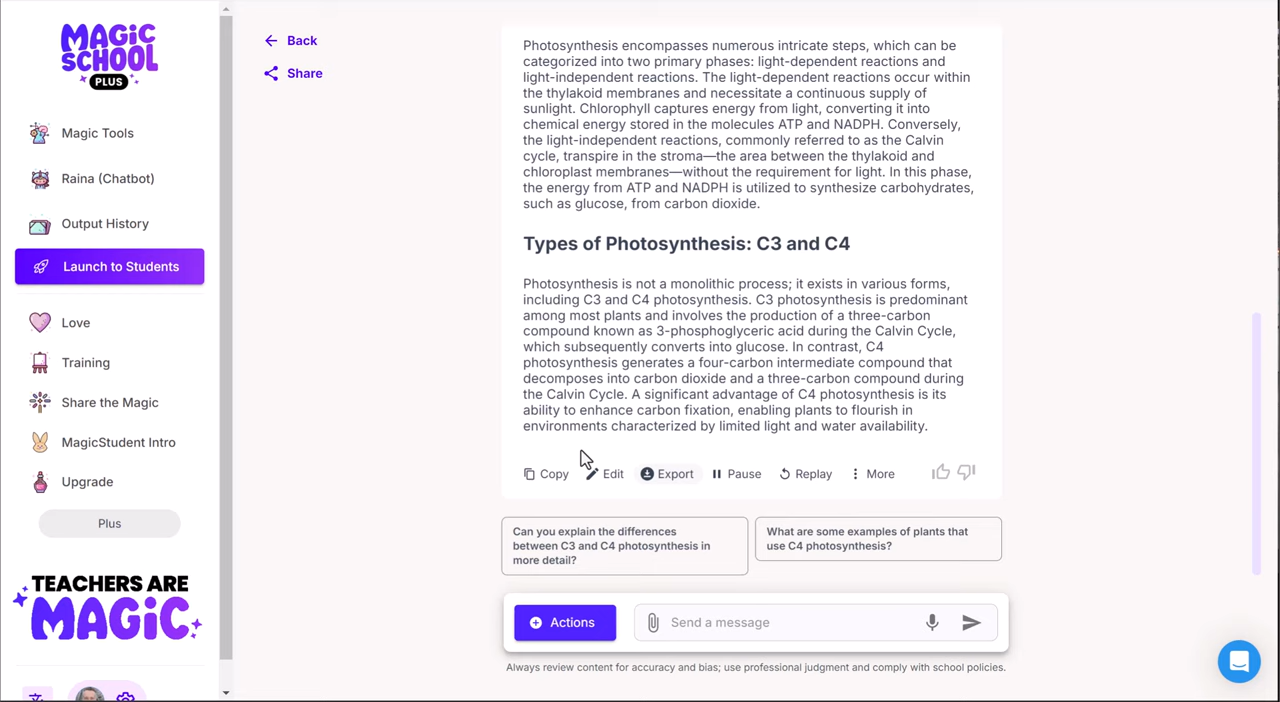 MAGIC
SCHOOL
PLUS
Magic Tools
Raina (Chatbot)
Output History
Launch to Students
Love
Training
Share the Magic
MagicStudent Intro
Upgrade
Plus
TEACHERS ARE
MAGIC
Back
Share
Photosynthesis encompasses numerous intricate steps, which can be
categorized into two primary phases: light-dependent reactions and
light-independent reactions. The light-dependent reactions occur within
the thylakoid membranes and necessitate a continuous supply of
sunlight. Chlorophyll captures energy from light, converting it into
chemical energy stored in the molecules ATP and NADPH. Conversely,
the light-independent reactions, commonly referred to as the Calvin
cycle, transpire in the stroma—the area between the thylakoid and
chloroplast membranes—without the requirement for light. In this phase,
the energy from ATP and NADPH is utilized to synthesize carbohydrates,
such as glucose, from carbon dioxide.
Types of Photosynthesis: C3 and C4
Photosynthesis is not a monolithic process; it exists in various forms,
including C3 and C4 photosynthesis. C3 photosynthesis is predominant
among most plants and involves the production of a three-carbon
compound known as 3-phosphoglyceric acid during the Calvin Cycle,
which subsequently converts into glucose. In contrast, C4
photosynthesis generates a four-carbon intermediate compound that
decomposes into carbon dioxide and a three-carbon compound during
the Calvin Cycle. A significant advantage of C4 photosynthesis is its
ability to enhance carbon fixation, enabling plants to flourish in
environments characterized by limited light and water availability.
Copy Edit Export Pause Replay More
Can you explain the differences
between C3 and C4 photosynthesis in
more detail?
What are some examples of plants that
use C4 photosynthesis?
Actions
Send a message
Always review content for accuracy and bias; use professional judgment and comply with school policies.